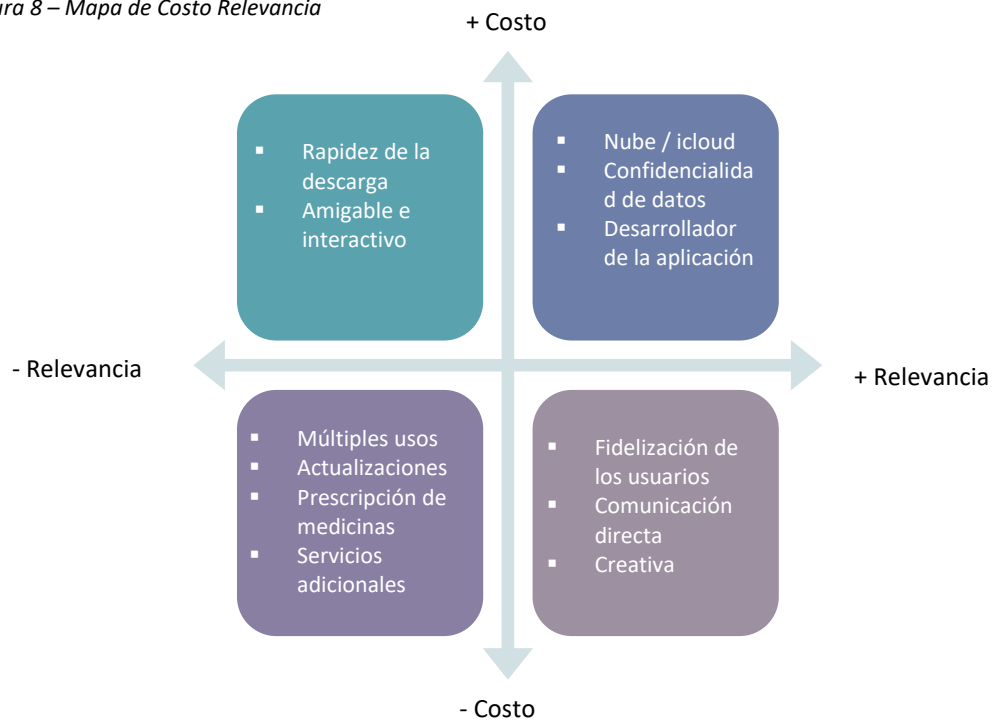 ura 8 – Mapa de Costo Relevancia
+ Costo
▪ Rapidez de la
descarga
▪ Amigable e
interactivo
▪ Nube / icloud
▪ Confidencialida
d de datos
▪ Desarrollador
de la aplicación
- Relevancia
+ Relevancia
▪ Múltiples usos
▪ Actualizaciones
▪ Prescripción de
medicinas
▪ Servicios
adicionales
▪ Fidelización de
los usuarios
▪ Comunicación
directa
▪ Creativa
- Costo